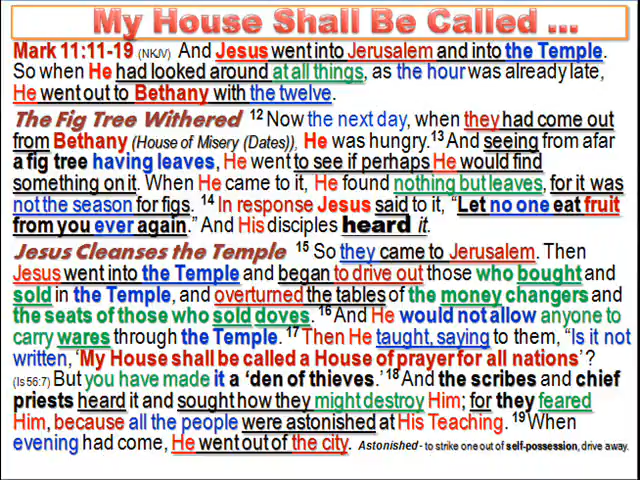 My House Shall Be Called ...
Mark 11:11-19 (NKJV) And Jesus went into Jerusalem and into the Temple.
So when He had looked around at all things, as the hour was already late,
He went out to Bethany with the twelve.
The Fig Tree Withered 12 Now the next day, when they had come out
from Bethany (House of Misery (Dates)), He was hungry.13 And seeing from afar
a fig tree having leaves, He went to see if perhaps He would find
something on it. When He came to it, He found nothing but leaves, for it was
not the season for figs. 14 In response Jesus said to it, “Let no one eat fruit
from you ever again.” And His disciples heard it.
Jesus Cleanses the Temple 15 So they came to Jerusalem. Then
Jesus went into the Temple and began to drive out those who bought and
sold in the Temple, and overturned the tables of the money changers and
the seats of those who sold doves. 16 And He would not allow anyone to
carry wares through the Temple. 17 Then He taught, saying to them, “Is it not
written, ‘My House shall be called a House of prayer for all nations’?
(Is 56:7) But you have made it a ‘den of thieves.’ 18 And the scribes and chief
priests heard it and sought how they might destroy Him; for they feared
Him, because all the people were astonished at His Teaching. 19 When
evening had come, He went out of the city. Astonished - to strike one out of self-possession, drive away.